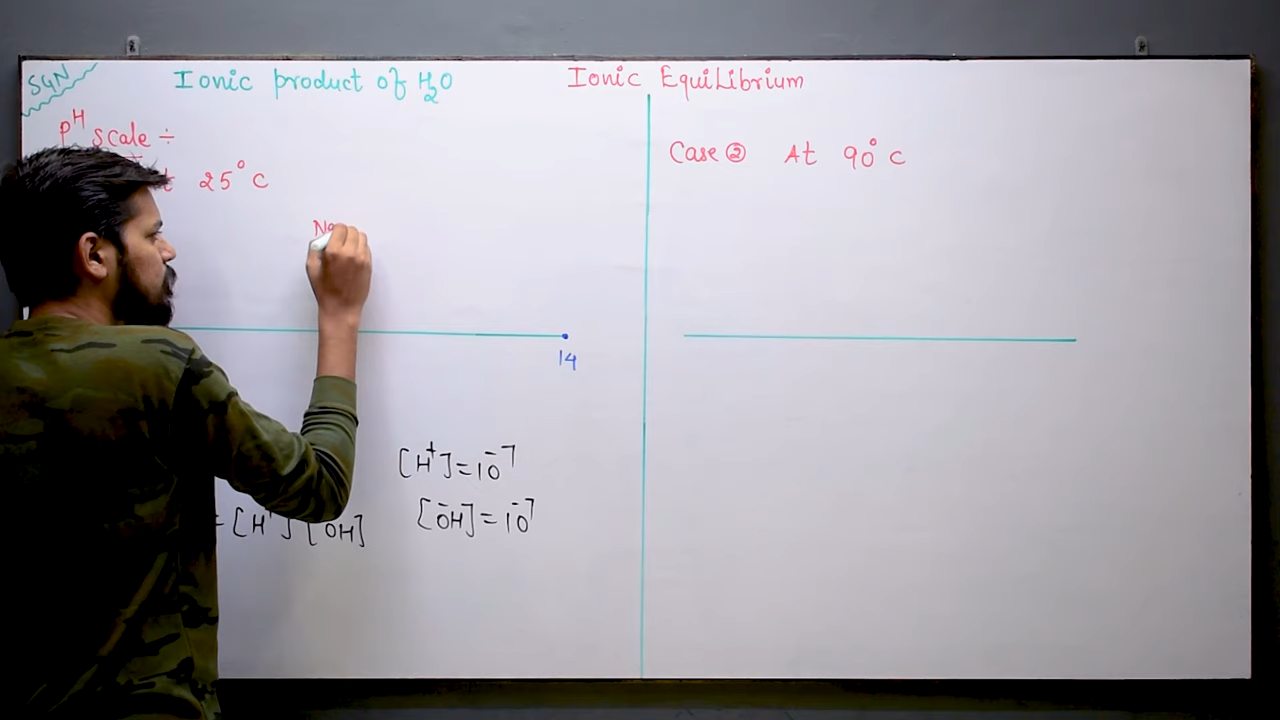 SGN
Ionic product of H₂O
Ionic Equilibrium
pᴴ scale ÷
25°c
14
[H⁺] = 10⁻⁷
= [H⁺] [OH]
[ŌH] = 10⁻⁷
Case ② At 90°c